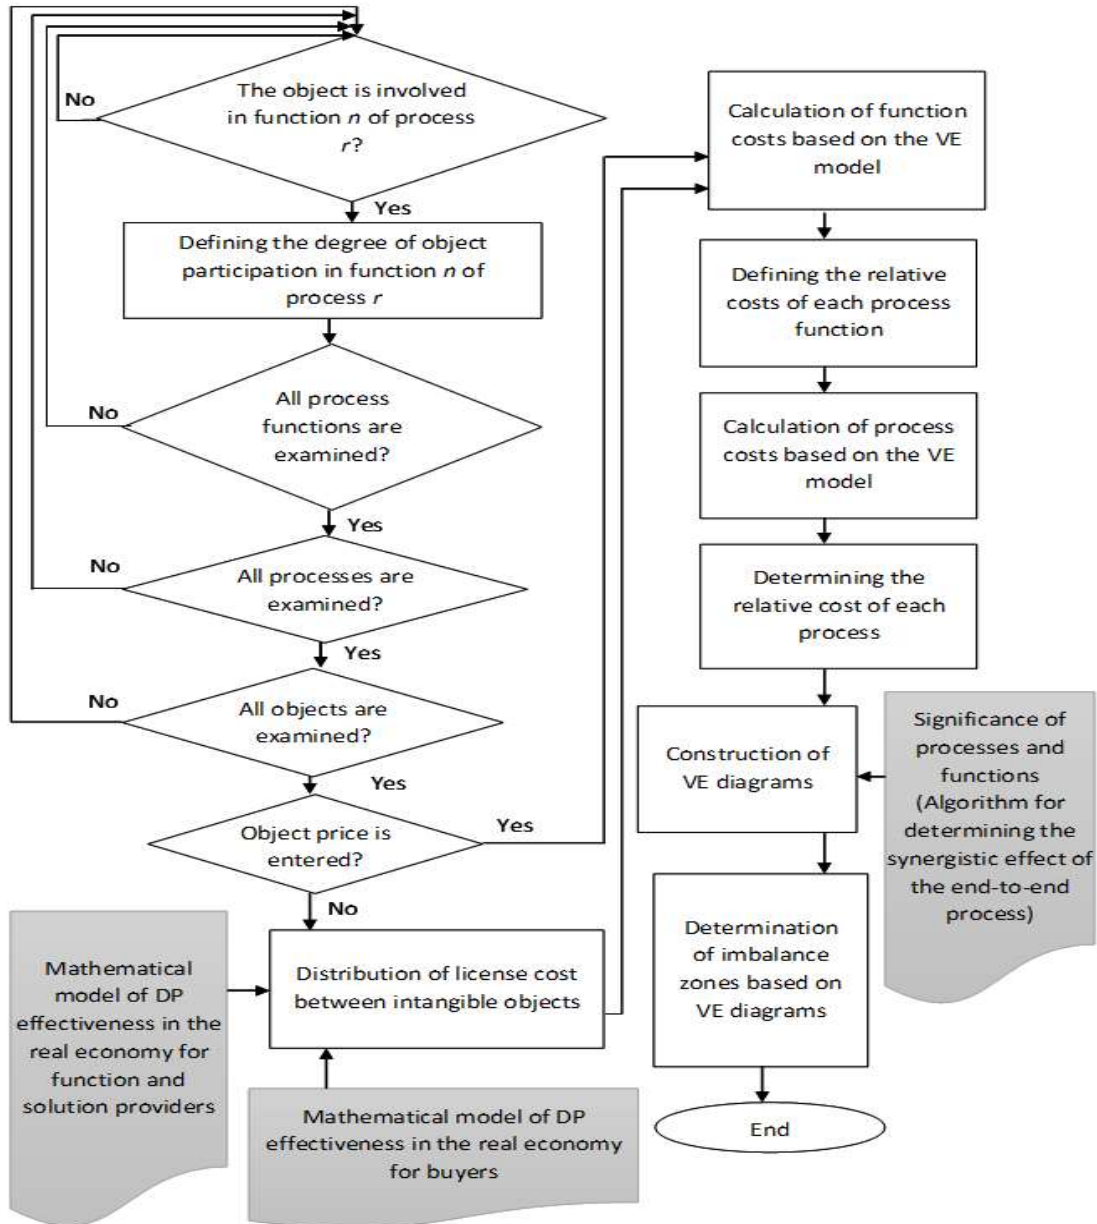 The object is involved
in function n of process
r?
No
Yes
Defining the degree of object
participation in function n of
process r
All process
functions are
examined?
No
Yes
All processes are
examined?
No
Yes
All objects are
examined?
No
Yes
Object price is
entered?
Yes
No
Distribution of license cost
between intangible objects
Mathematical
model of DP
effectiveness in the
real economy for
function and
solution providers
Mathematical model of DP
effectiveness in the real economy
for buyers
Calculation of function
costs based on the VE
model
Defining the relative
costs of each process
function
Calculation of process
costs based on the VE
model
Determining the
relative cost of each
process
Construction of
VE diagrams
Significance of
processes and
functions
(Algorithm for
determining the
synergistic effect of
the end-to-end
process)
Determination
of imbalance
zones based on
VE diagrams
End